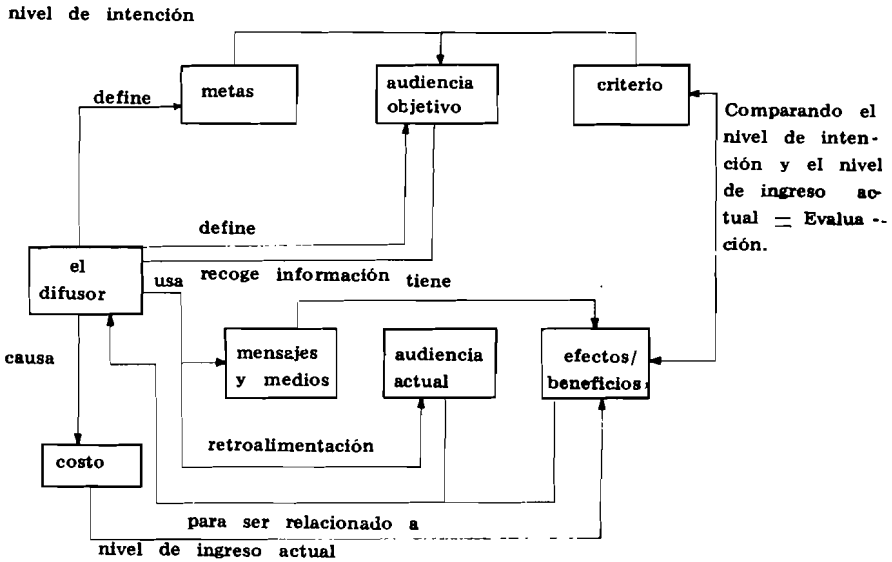 nivel de intención
metas
audiencia
objetivo
criterio
define
Comparando el
nivel de inten-
ción y el nivel
de ingreso ac-
tual = Evalua --
ción.
define
el
difusor
usa
recoge información
tiene
causa
mensajes
y medios
audiencia
actual
efectos/
beneficios
retroalimentación
costo
para ser relacionado a
nivel de ingreso actual